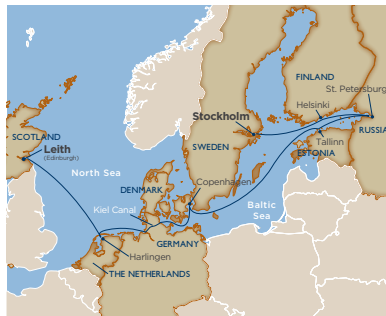 FINLAND
St. Petersburg
Helsinki
Stockholm
RUSSIA
SCOTLAND
Leith
(Edinburgh)
SWEDEN
Tallinn
ESTONIA
North Sea
DENMARK
Copenhagen
Kiel Canal
Baltic
Sea
GERMANY
Harlingen
THE NETHERLANDS